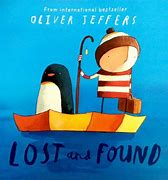 From international bestseller
OLIVER JEFFERS
LOST and FOUND